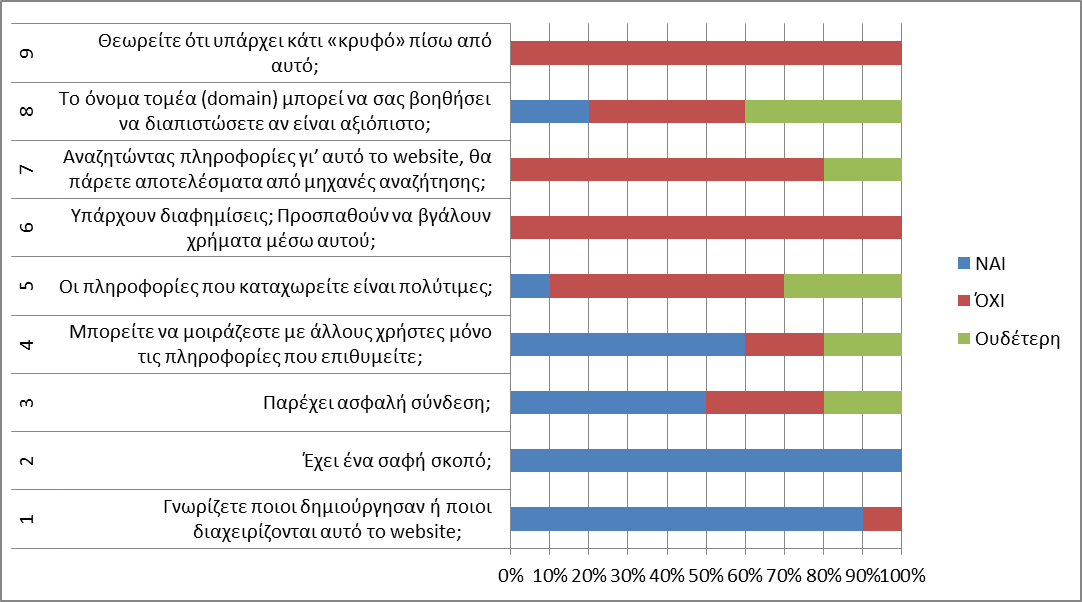 9
Θεωρείτε ότι υπάρχει κάτι «κρυφό» πίσω από
αυτό;
8
Το όνομα τομέα (domain) μπορεί να σας βοηθήσει
να διαπιστώσετε αν είναι αξιόπιστο;
7
Αναζητώντας πληροφορίες γι’ αυτό το website, θα
πάρετε αποτελέσματα από μηχανές αναζήτησης;
6
Υπάρχουν διαφημίσεις; Προσπαθούν να βγάλουν
χρήματα μέσω αυτού;
5
Οι πληροφορίες που καταχωρείτε είναι πολύτιμες;
4
Μπορείτε να μοιράζεστε με άλλους χρήστες μόνο
τις πληροφορίες που επιθυμείτε;
3
Παρέχει ασφαλή σύνδεση;
2
Έχει ένα σαφή σκοπό;
1
Γνωρίζετε ποιοι δημιούργησαν ή ποιοι
διαχειρίζονται αυτό το website;
0% 10% 20% 30% 40% 50% 60% 70% 80% 90% 100%
ΝΑΙ
ΌΧΙ
Ουδέτερη